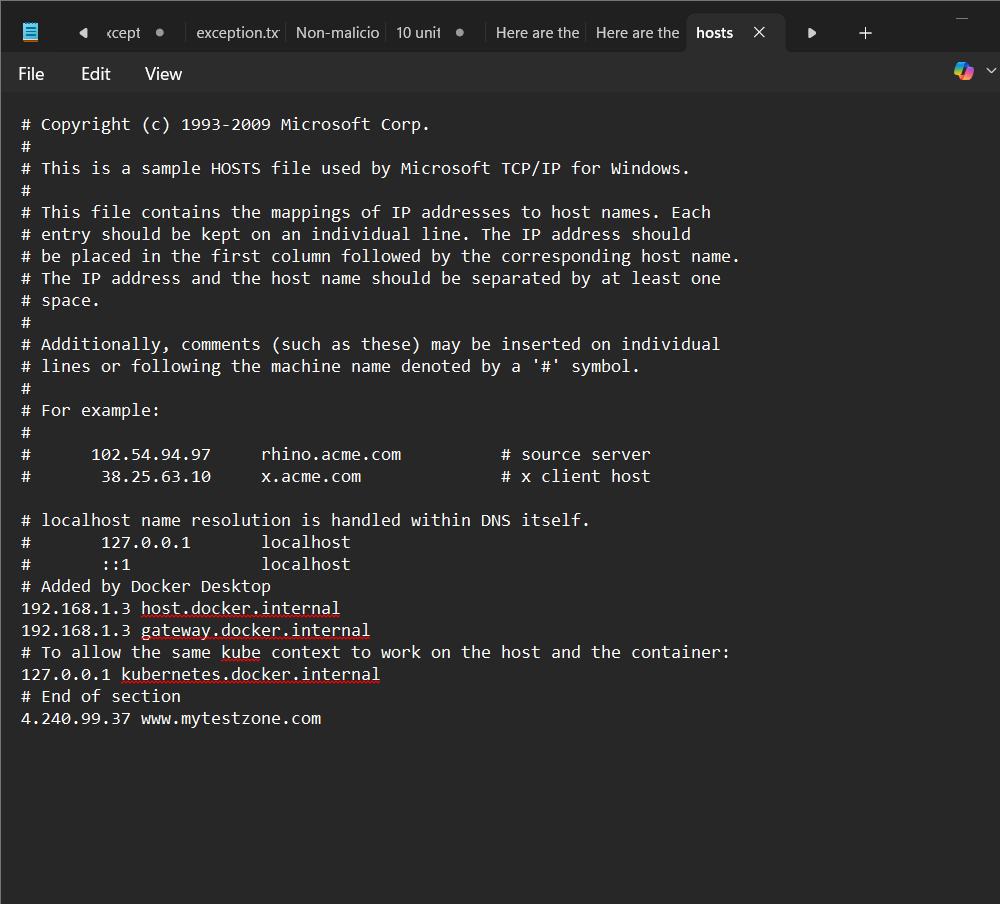 xcept
exception.tx
Non-malicio
10 unit
Here are the
Here are the
hosts
File Edit View
# Copyright (c) 1993-2009 Microsoft Corp.
#
# This is a sample HOSTS file used by Microsoft TCP/IP for Windows.
#
# This file contains the mappings of IP addresses to host names. Each
# entry should be kept on an individual line. The IP address should
# be placed in the first column followed by the corresponding host name.
# The IP address and the host name should be separated by at least one
# space.
#
# Additionally, comments (such as these) may be inserted on individual
# lines or following the machine name denoted by a '#' symbol.
#
# For example:
#
#      102.54.94.97     rhino.acme.com          # source server
#       38.25.63.10     x.acme.com              # x client host

# localhost name resolution is handled within DNS itself.
#       127.0.0.1       localhost
#       ::1             localhost
# Added by Docker Desktop
192.168.1.3 host.docker.internal
192.168.1.3 gateway.docker.internal
# To allow the same kube context to work on the host and the container:
127.0.0.1 kubernetes.docker.internal
# End of section
4.240.99.37 www.mytestzone.com